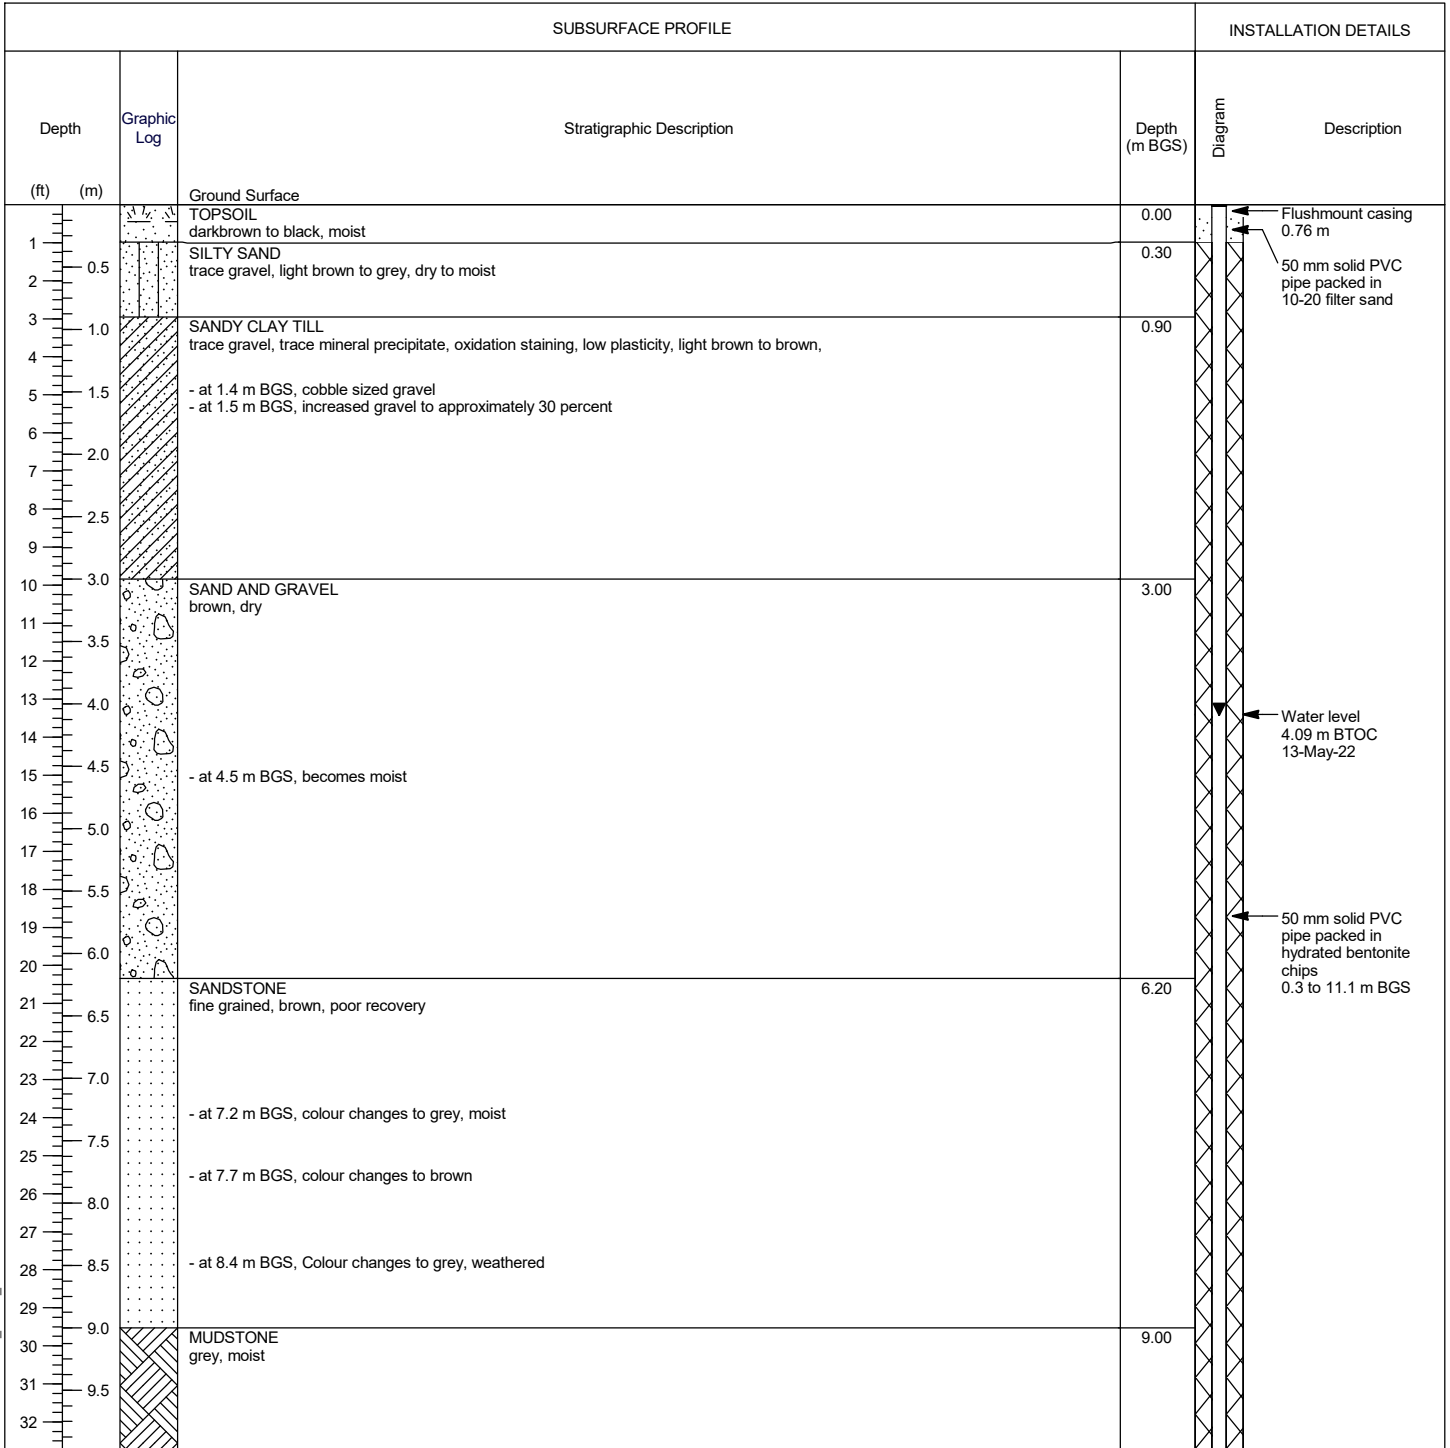 SUBSURFACE PROFILE
INSTALLATION DETAILS
Depth
Graphic
Log
Stratigraphic Description
Depth
(m BGS)
Diagram
Description
(ft) (m)
Ground Surface
TOPSOIL
darkbrown to black, moist
0.00
SILTY SAND
trace gravel, light brown to grey, dry to moist
0.30
SANDY CLAY TILL
trace gravel, trace mineral precipitate, oxidation staining, low plasticity, light brown to brown,
0.90
- at 1.4 m BGS, cobble sized gravel
- at 1.5 m BGS, increased gravel to approximately 30 percent
SAND AND GRAVEL
brown, dry
3.00
- at 4.5 m BGS, becomes moist
SANDSTONE
fine grained, brown, poor recovery
6.20
- at 7.2 m BGS, colour changes to grey, moist
- at 7.7 m BGS, colour changes to brown
- at 8.4 m BGS, Colour changes to grey, weathered
MUDSTONE
grey, moist
9.00
Flushmount casing
0.76 m
50 mm solid PVC
pipe packed in
10-20 filter sand
Water level
4.09 m BTOC
13-May-22
50 mm solid PVC
pipe packed in
hydrated bentonite
chips
0.3 to 11.1 m BGS
1
2
3
4
5
6
7
8
9
10
11
12
13
14
15
16
17
18
19
20
21
22
23
24
25
26
27
28
29
30
31
32
0.5
1.0
1.5
2.0
2.5
3.0
3.5
4.0
4.5
5.0
5.5
6.0
6.5
7.0
7.5
8.0
8.5
9.0
9.5